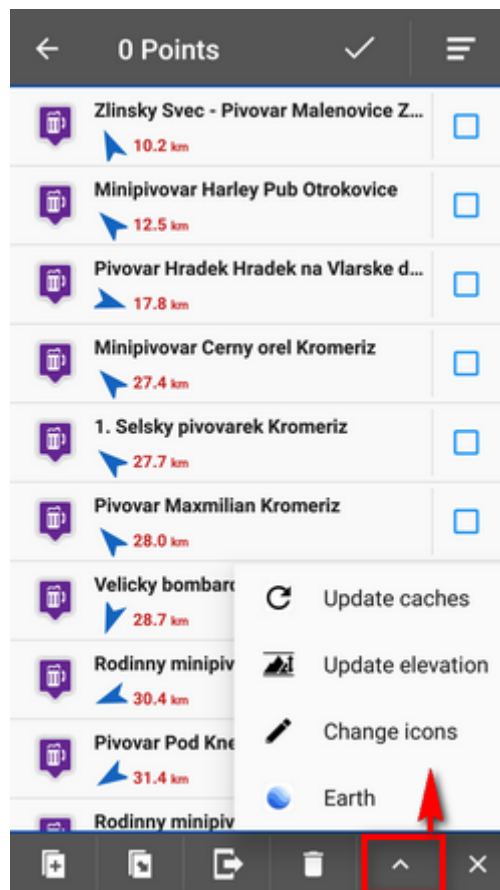 0 Points
Zlinsky Svec - Pivovar Malenovice Z...
10.2 km
Minipivovar Harley Pub Otrokovice
12.5 km
Pivovar Hradek Hradek na Vlarske d...
17.8 km
Minipivovar Cerny orel Kromeriz
27.4 km
1. Selsky pivovarek Kromeriz
27.7 km
Pivovar Maxmilian Kromeriz
28.0 km
Velicky bombard
28.7 km
Rodinny minipiv
30.4 km
Pivovar Pod Kne
31.4 km
Rodinny minipiv
Update caches
Update elevation
Change icons
Earth